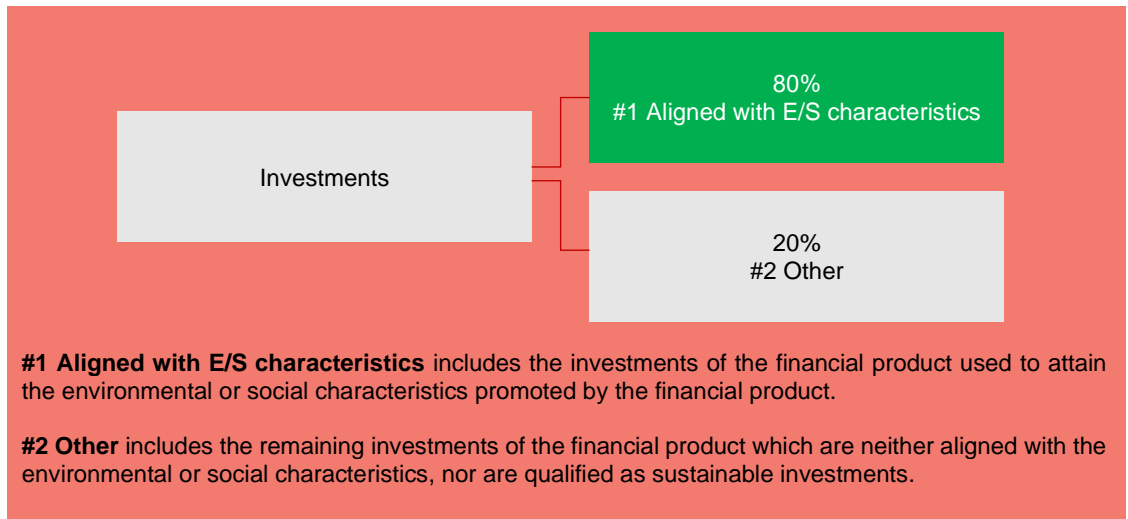 80%
#1 Aligned with E/S characteristics
Investments
20%
#2 Other
#1 Aligned with E/S characteristics includes the investments of the financial product used to attain
the environmental or social characteristics promoted by the financial product.
#2 Other includes the remaining investments of the financial product which are neither aligned with the
environmental or social characteristics, nor are qualified as sustainable investments.